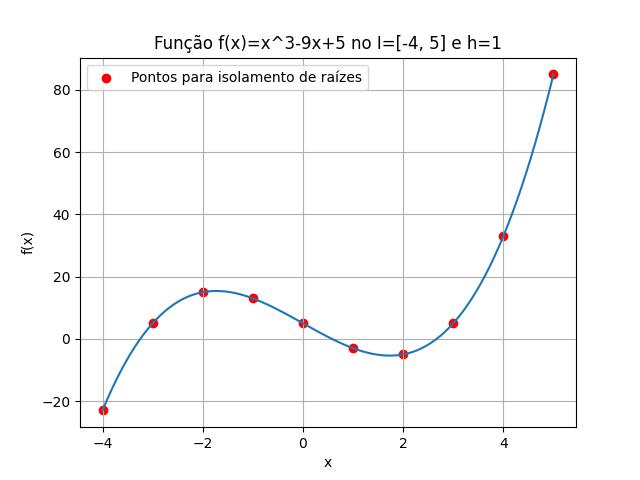 Função f(x)=x^3-9x+5 no I=[-4, 5] e h=1
Pontos para isolamento de raízes
80
60
40
20
0
−20
f(x)
−4
−2
0
2
4
x